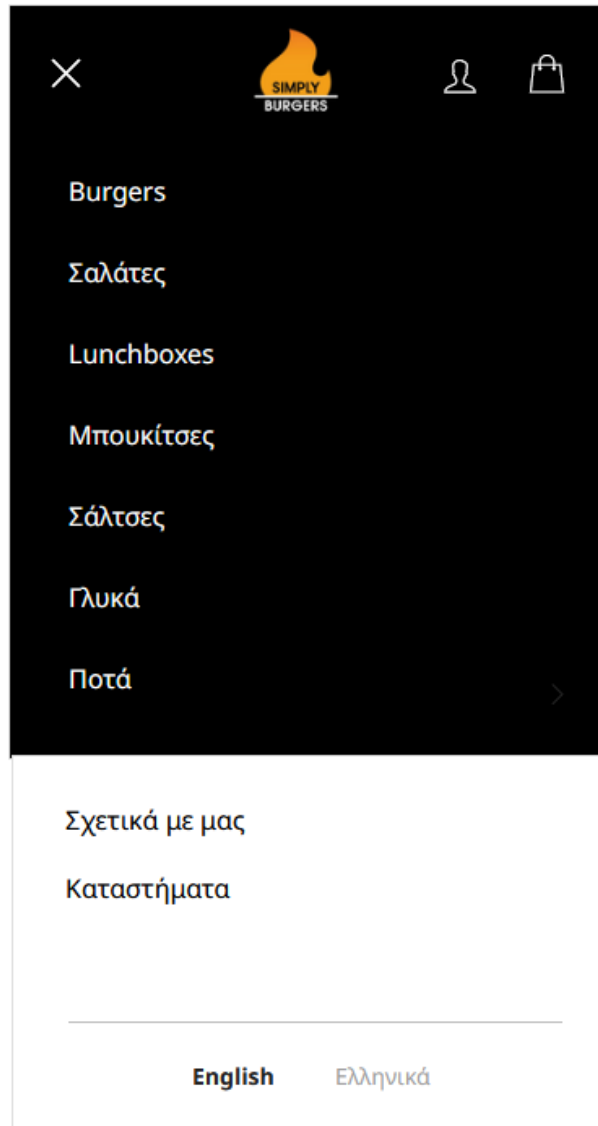 SIMPLY
BURGERS
Burgers
Σαλάτες
Lunchboxes
Μπουκίτσες
Σάλτσες
Γλυκά
Ποτά
Σχετικά με μας
Καταστήματα
English Ελληνικά